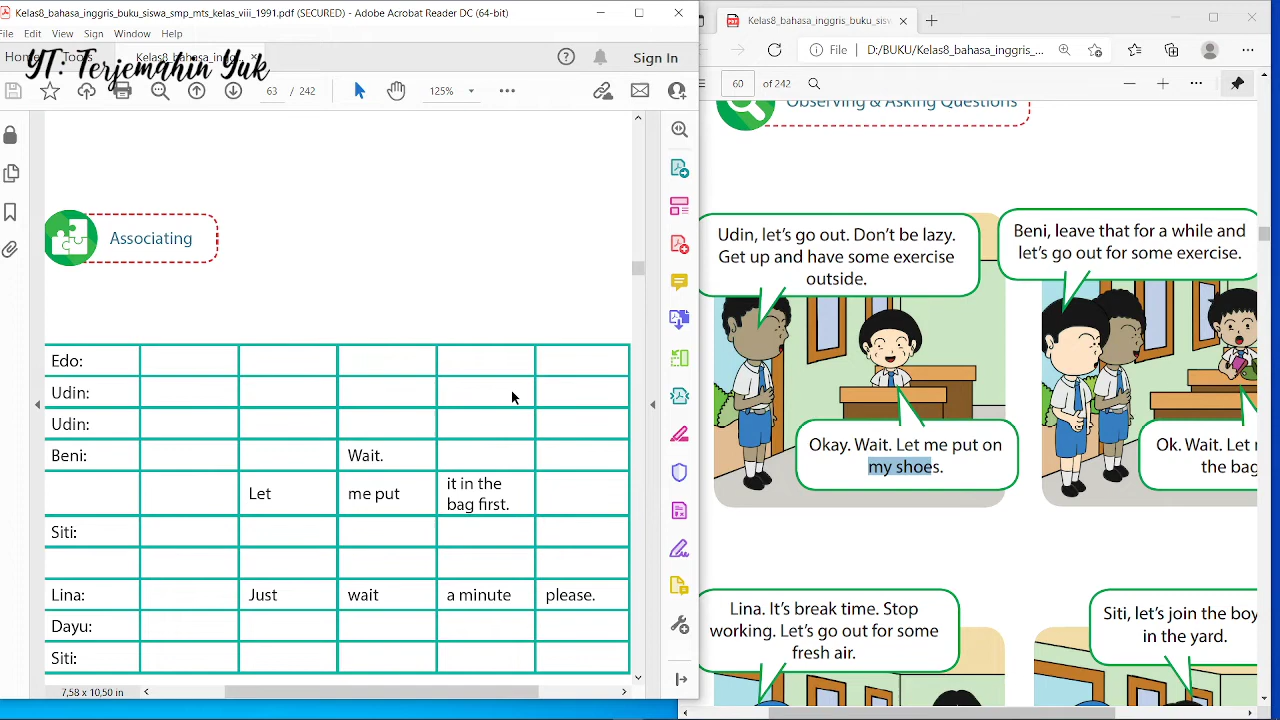 Kelas8_bahasa_inggris_buku_siswa_smp_mts_kelas_viii_1991.pdf (SECURED) - Adobe Acrobat Reader DC (64-bit)
File Edit View Sign Window Help
YT: Terjemahin Yuk
Sign In
63 / 242
125%
Associating
Edo:
Udin:
Udin:
Beni: Wait.
Let me put it in the bag first.
Siti:
Lina: Just wait a minute please.
Dayu:
Siti:
7,58 x 10,50 in
Kelas8_bahasa_inggris_buku_sisv
File D:/BUKU/Kelas8_bahasa_inggris_...
60 of 242
Observing & Asking Questions
Udin, let's go out. Don't be lazy.
Get up and have some exercise
outside.
Okay. Wait. Let me put on
my shoes.
Beni, leave that for a while and
let's go out for some exercise.
Ok. Wait. Let
the bag
Lina. It's break time. Stop
working. Let's go out for some
fresh air.
Siti, let's join the boy
in the yard.